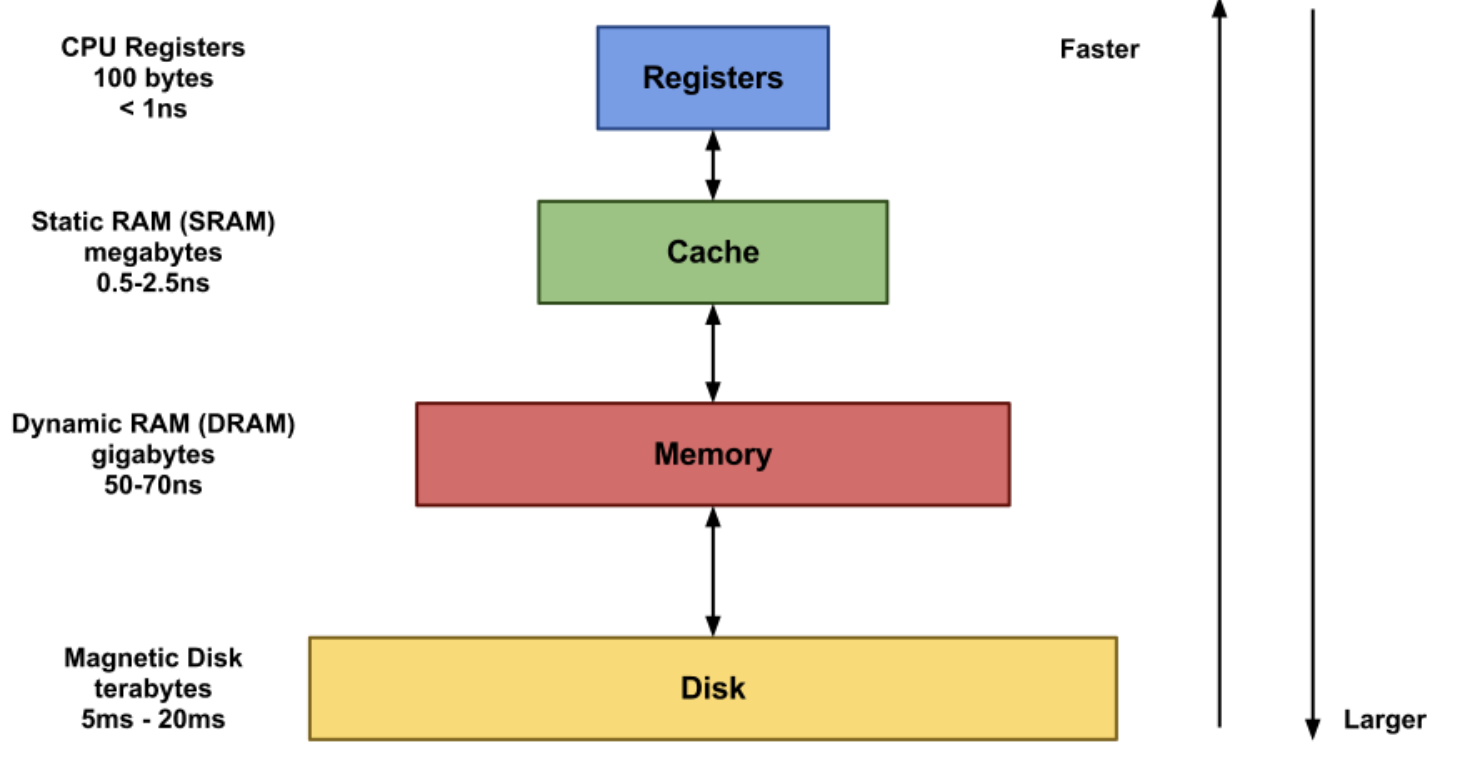 CPU Registers
100 bytes
< 1ns
Registers
Faster
Static RAM (SRAM)
megabytes
0.5-2.5ns
Cache
Dynamic RAM (DRAM)
gigabytes
50-70ns
Memory
Magnetic Disk
terabytes
5ms - 20ms
Disk
Larger